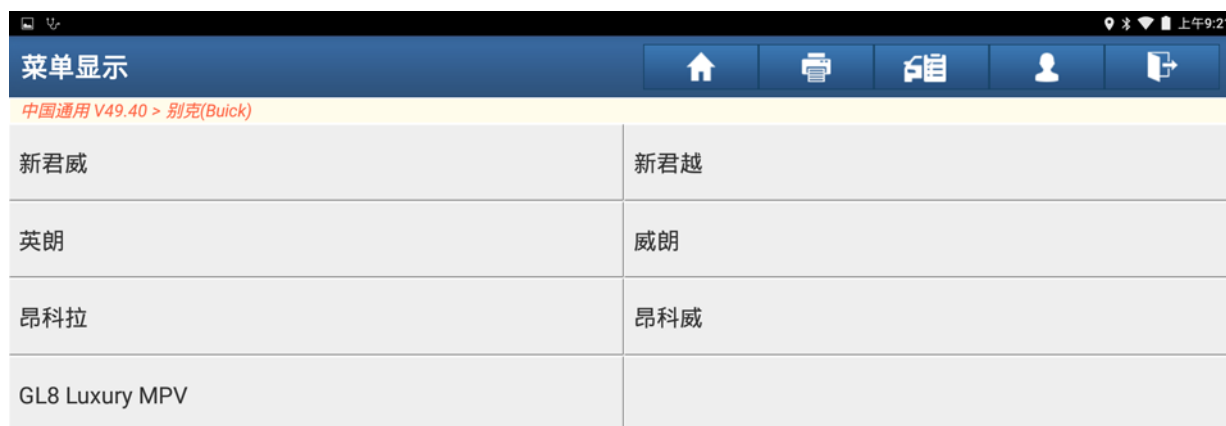 上午9:21
菜单显示
中国通用 V49.40 > 别克(Buick)
新君威
新君越
英朗
威朗
昂科拉
昂科威
GL8 Luxury MPV